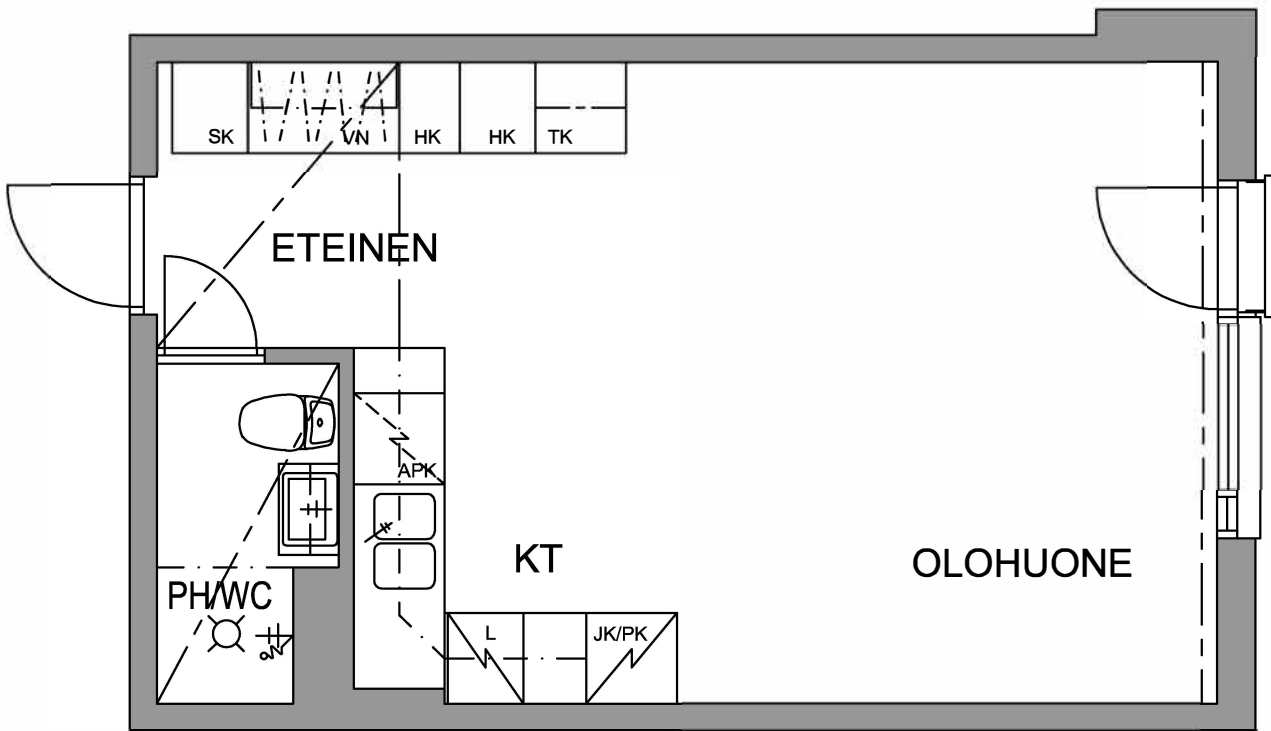 SK VN HK HK TK
ETEINEN
APK
KT
OLOHUONE
PH/WC
L JK/PK